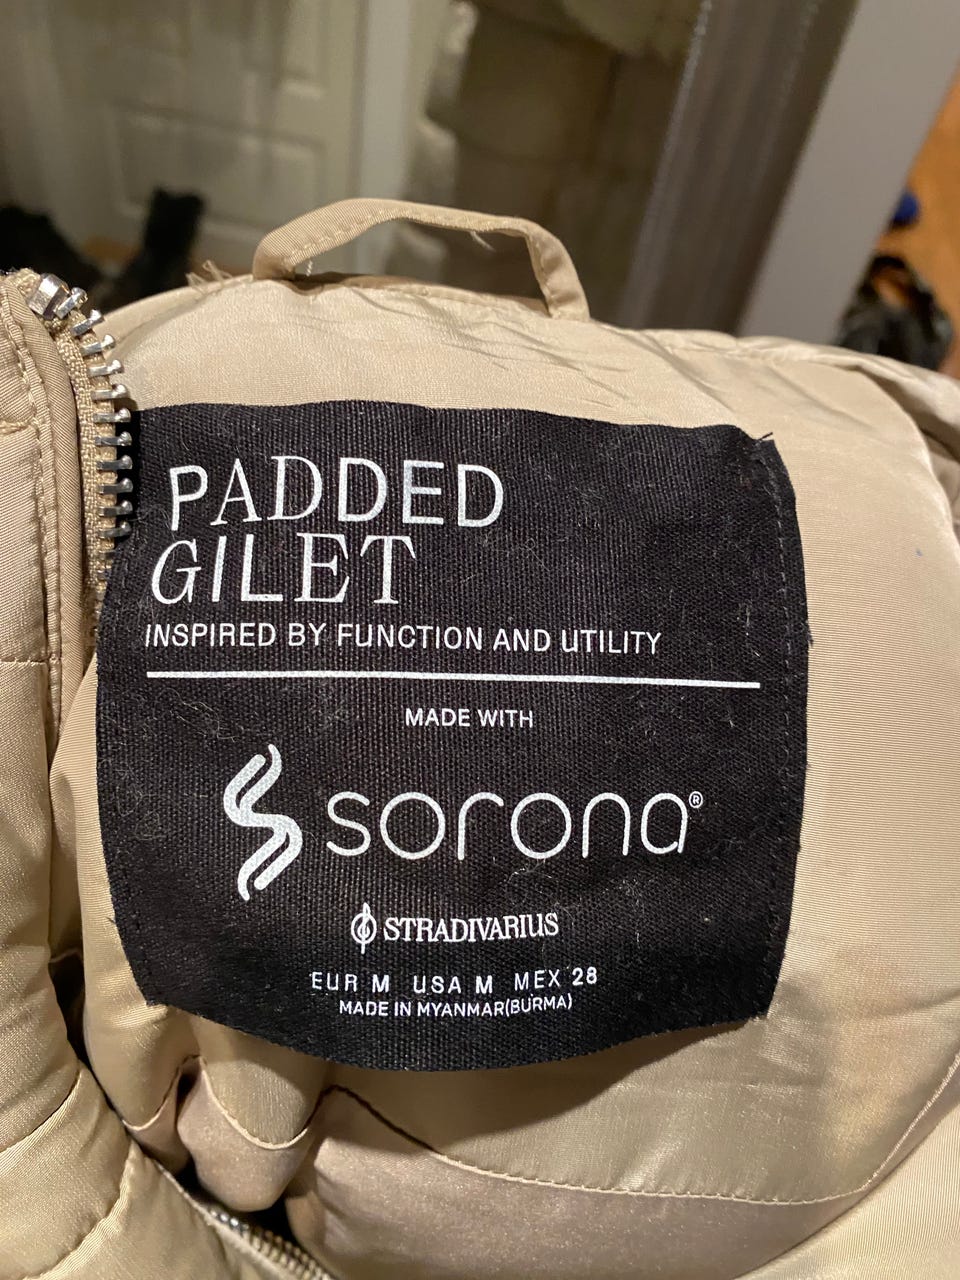 PADDED
GILET
INSPIRED BY FUNCTION AND UTILITY
MADE WITH
sorona®
STRADIVARIUS
EUR M USA M MEX 28
MADE IN MYANMAR(BURMA)